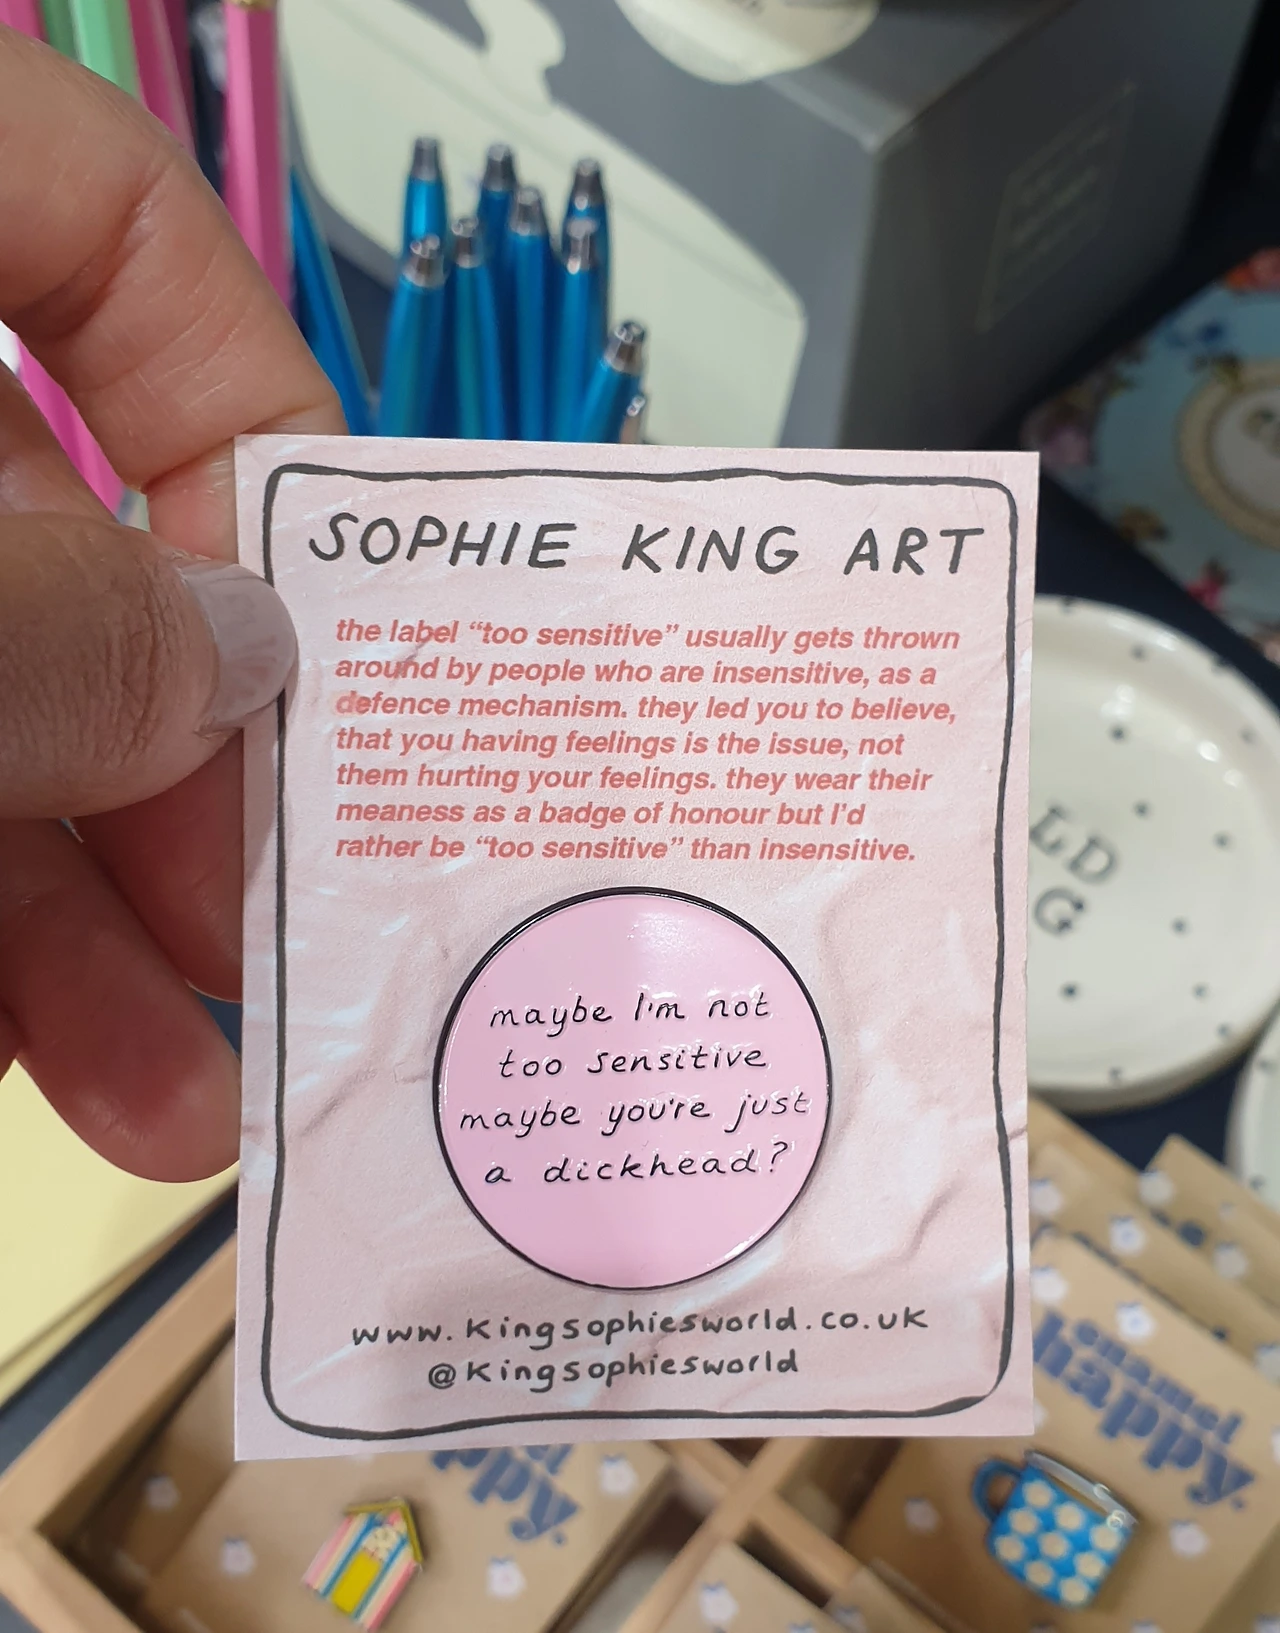 SOPHIE KING ART
the label “too sensitive” usually gets thrown
around by people who are insensitive, as a
defence mechanism. they led you to believe,
that you having feelings is the issue, not
them hurting your feelings. they wear their
meaness as a badge of honour but I’d
rather be “too sensitive” than insensitive.
maybe I'm not
too sensitive
maybe you're just
a dickhead?
www.kingsophiesworld.co.uk
@kingsophiesworld
LD
G
enamel
happy